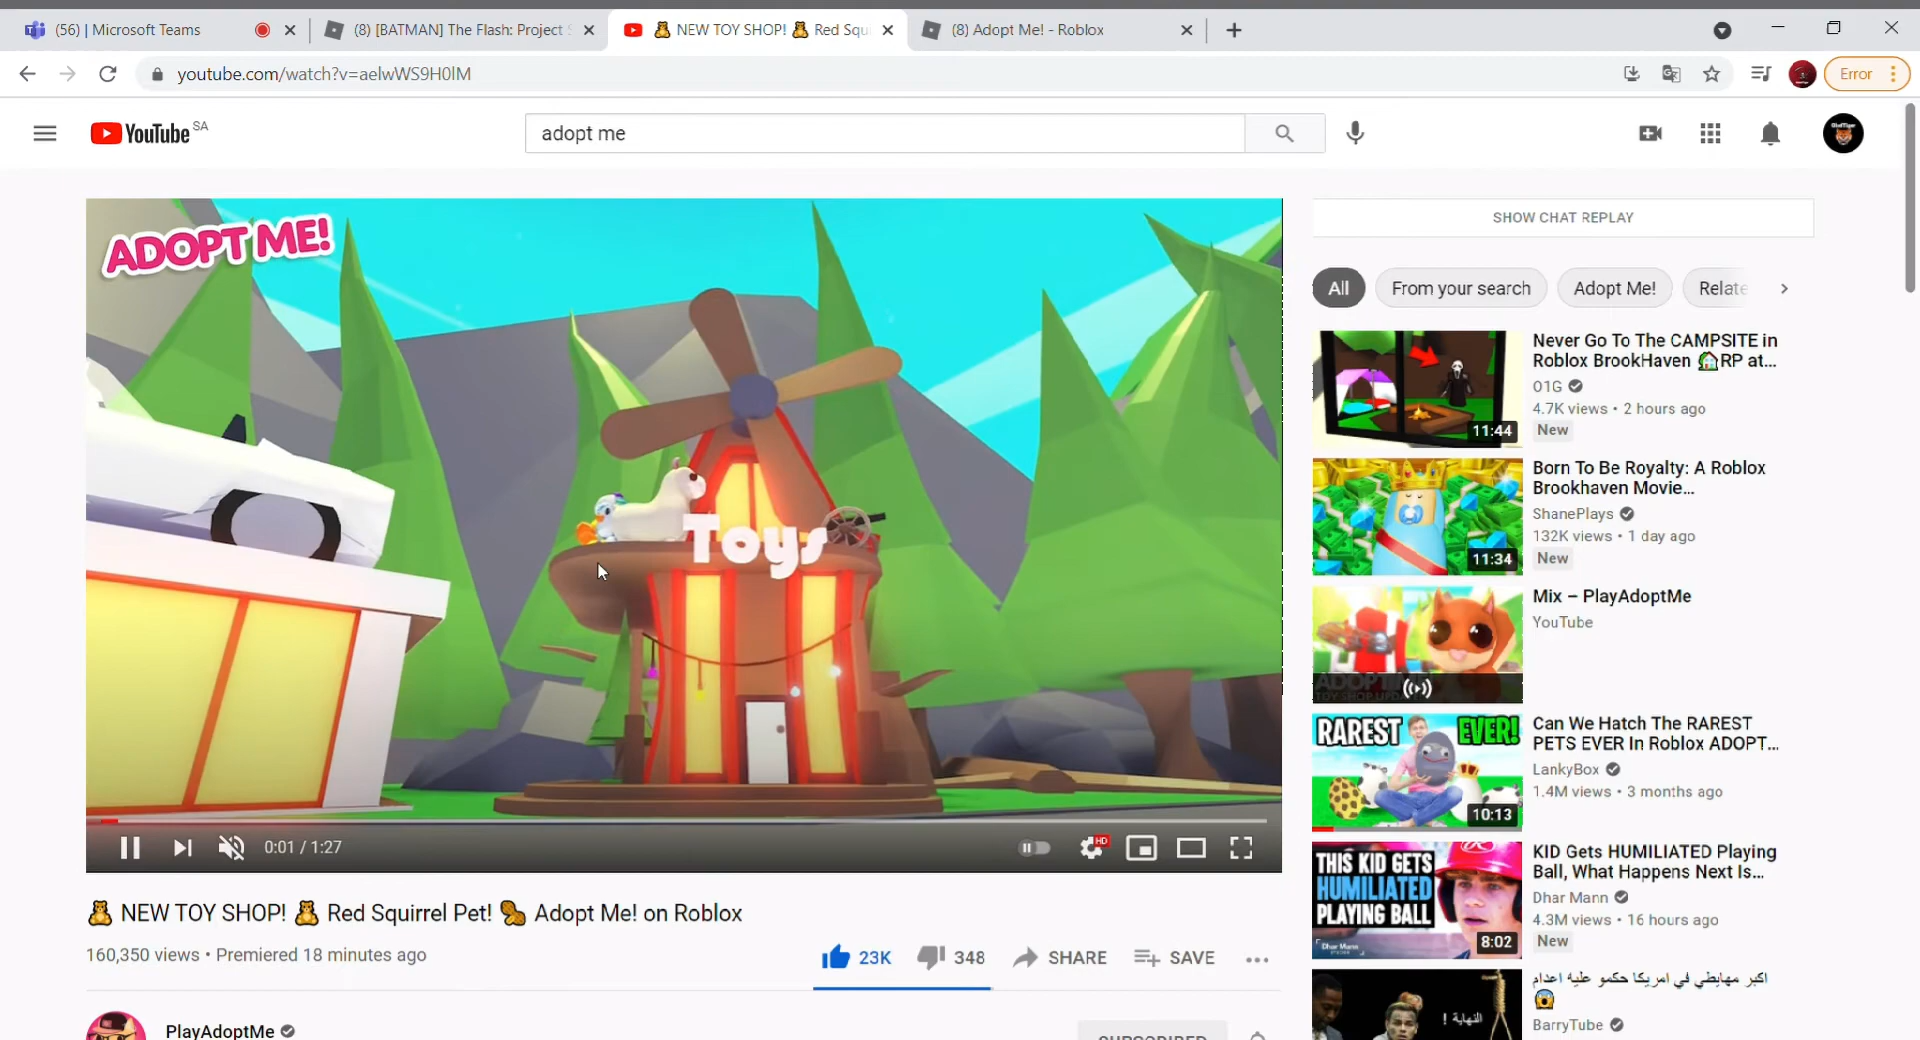 (56) | Microsoft Teams
(8) [BATMAN] The Flash: Project
NEW TOY SHOP! 🧸 Red Squ
(8) Adopt Me! - Roblox
youtube.com/watch?v=aelwWS9H0lM
Error
YouTube SA
adopt me
ADOPT ME!
Toys
0:01 / 1:27
HD
🧸 NEW TOY SHOP! 🧸 Red Squirrel Pet! 🥜 Adopt Me! on Roblox
160,350 views • Premiered 18 minutes ago
23K
348
SHARE
SAVE
PlayAdoptMe
SUBSCRIBED
SHOW CHAT REPLAY
All
From your search
Adopt Me!
Relate
11:44
Never Go To The CAMPSITE in
Roblox BrookHaven 🏠RP at...
O1G
4.7K views • 2 hours ago
New
11:34
Born To Be Royalty: A Roblox
Brookhaven Movie...
ShanePlays
132K views • 1 day ago
New
Mix – PlayAdoptMe
YouTube
RAREST EVER!
10:13
Can We Hatch The RAREST
PETS EVER In Roblox ADOPT...
LankyBox
1.4M views • 3 months ago
THIS KID GETS
HUMILIATED
PLAYING BALL
Dhar Mann
8:02
KID Gets HUMILIATED Playing
Ball, What Happens Next Is...
Dhar Mann
4.3M views • 16 hours ago
New
النهاية !
اكبر مهايطي في امريكا حكمو عليه اعدام
😱
BarryTube